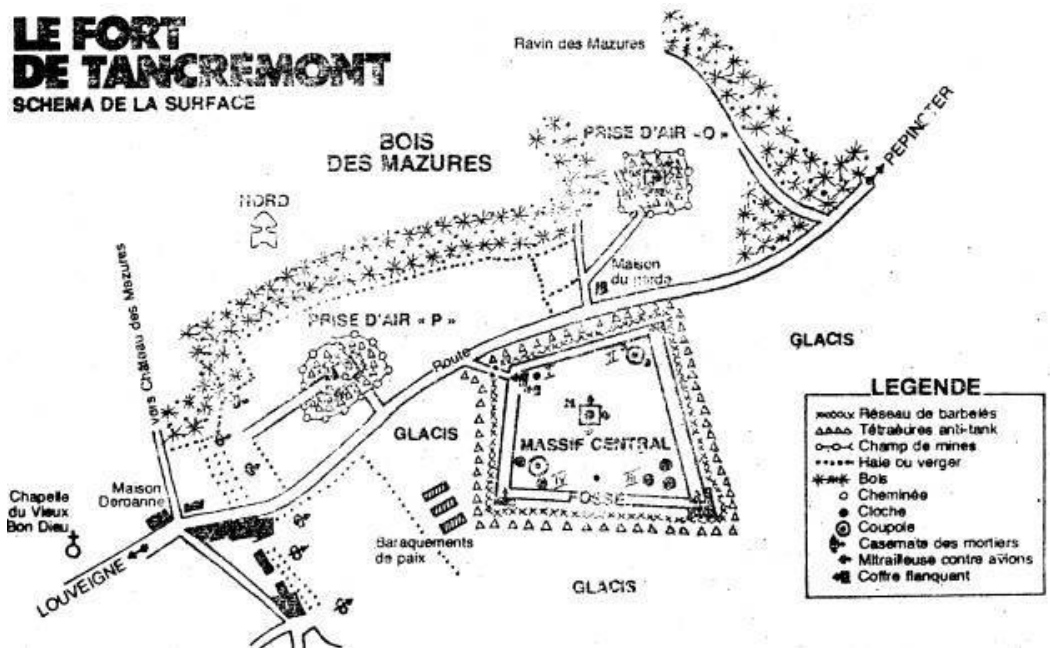 LE FORT
DE TANCREMONT
SCHEMA DE LA SURFACE
Ravin des Mazures
BOIS
DES MAZURES
PRISE D'AIR «O»
PEPINSTER
NORD
vers Château des Mazures
Maison
du garde
PRISE D'AIR «P»
Route
GLACIS
GLACIS
MASSIF CENTRAL
FOSSE
Chapelle
du Vieux
Bon Dieu
Maison
Deroanne
LOUVEIGNE
Baraquements
de paix
GLACIS
LEGENDE
Réseau de barbelés
Tétraèdres anti-tank
Champ de mines
Haie ou verger
Bois
Cheminée
Cloche
Coupole
Casemate des mortiers
Mitrailleuse contre avions
Coffre flanquant